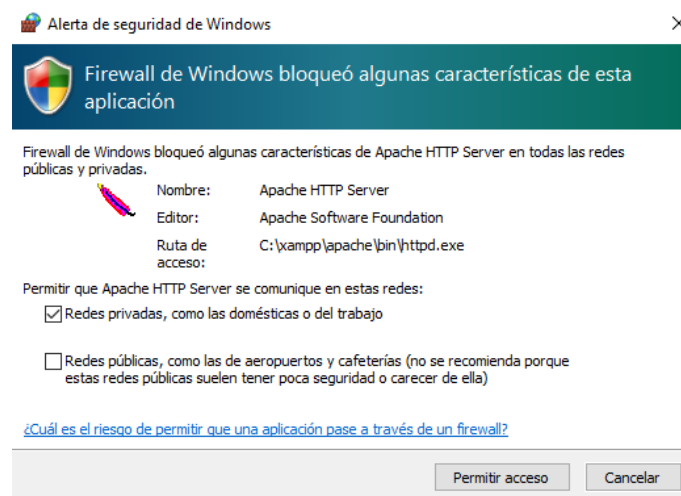 Alerta de seguridad de Windows
Firewall de Windows bloqueó algunas características de esta
aplicación
Firewall de Windows bloqueó algunas características de Apache HTTP Server en todas las redes
públicas y privadas.
Nombre: Apache HTTP Server
Editor: Apache Software Foundation
Ruta de acceso: C:\xampp\apache\bin\httpd.exe
Permitir que Apache HTTP Server se comunique en estas redes:
Redes privadas, como las domésticas o del trabajo
Redes públicas, como las de aeropuertos y cafeterías (no se recomienda porque
estas redes públicas suelen tener poca seguridad o carecer de ella)
¿Cuál es el riesgo de permitir que una aplicación pase a través de un firewall?
Permitir acceso Cancelar